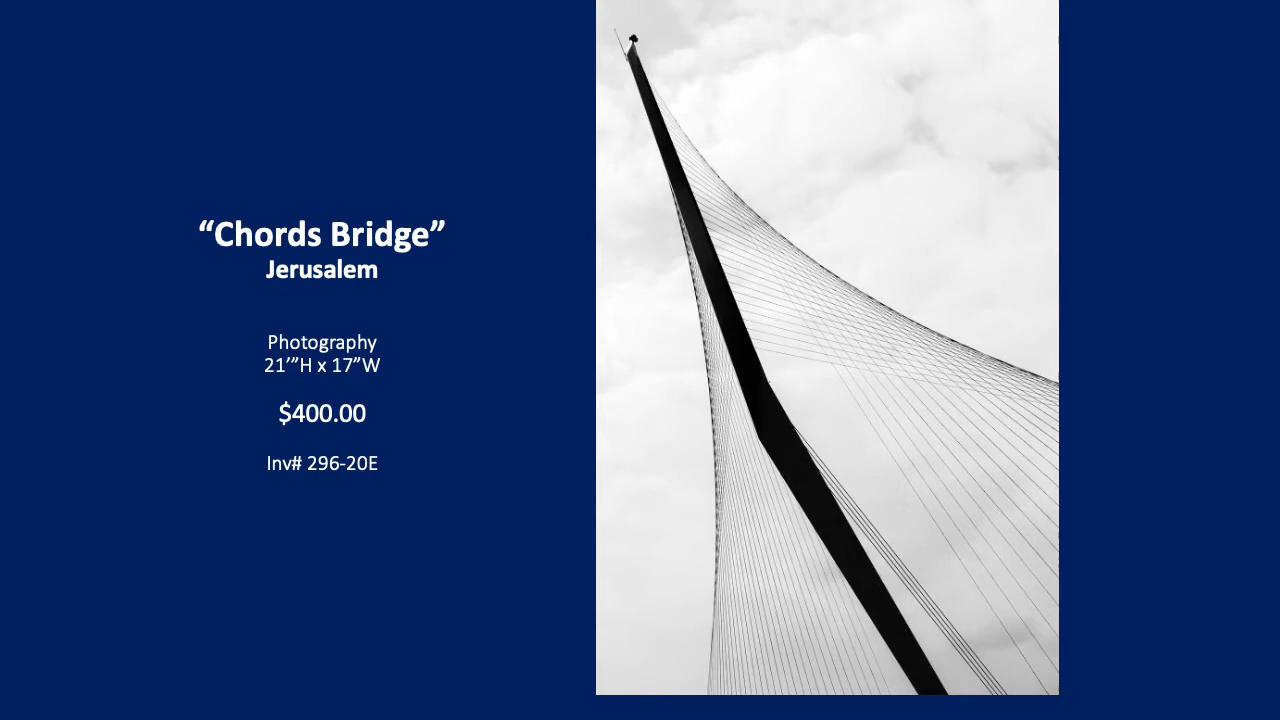 “Chords Bridge”
Jerusalem
Photography
21’”H x 17”W
$400.00
Inv# 296-20E